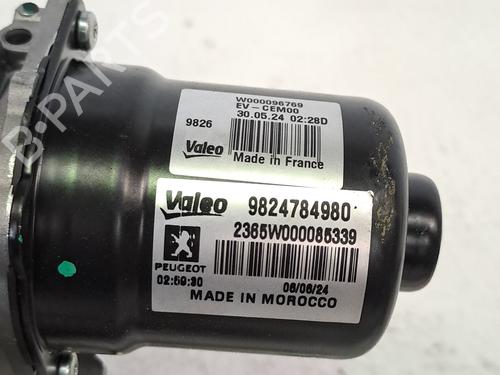 W000096769
EV-CEM00
30.05.24 02:28D
9826
Valeo
Made in France
Valeo 9824784980
2365W000085339
PEUGEOT
02:59:30 06/06/24
MADE IN MOROCCO
B-PARTS